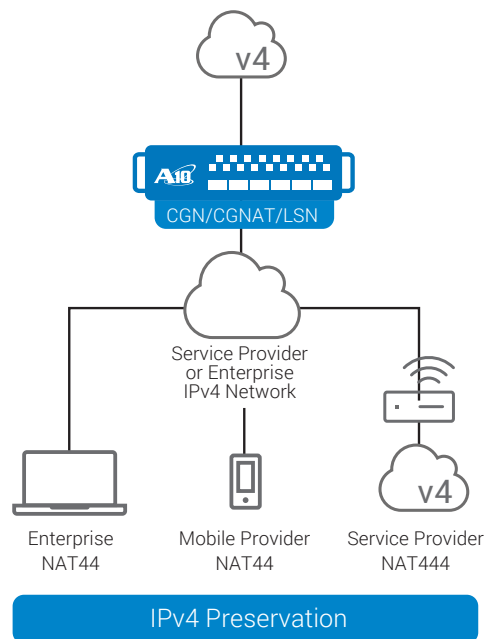 v4
A10
CGN/CGNAT/LSN
Service Provider
or Enterprise
IPv4 Network
v4
Enterprise
NAT44
Mobile Provider
NAT44
Service Provider
NAT444
IPv4 Preservation